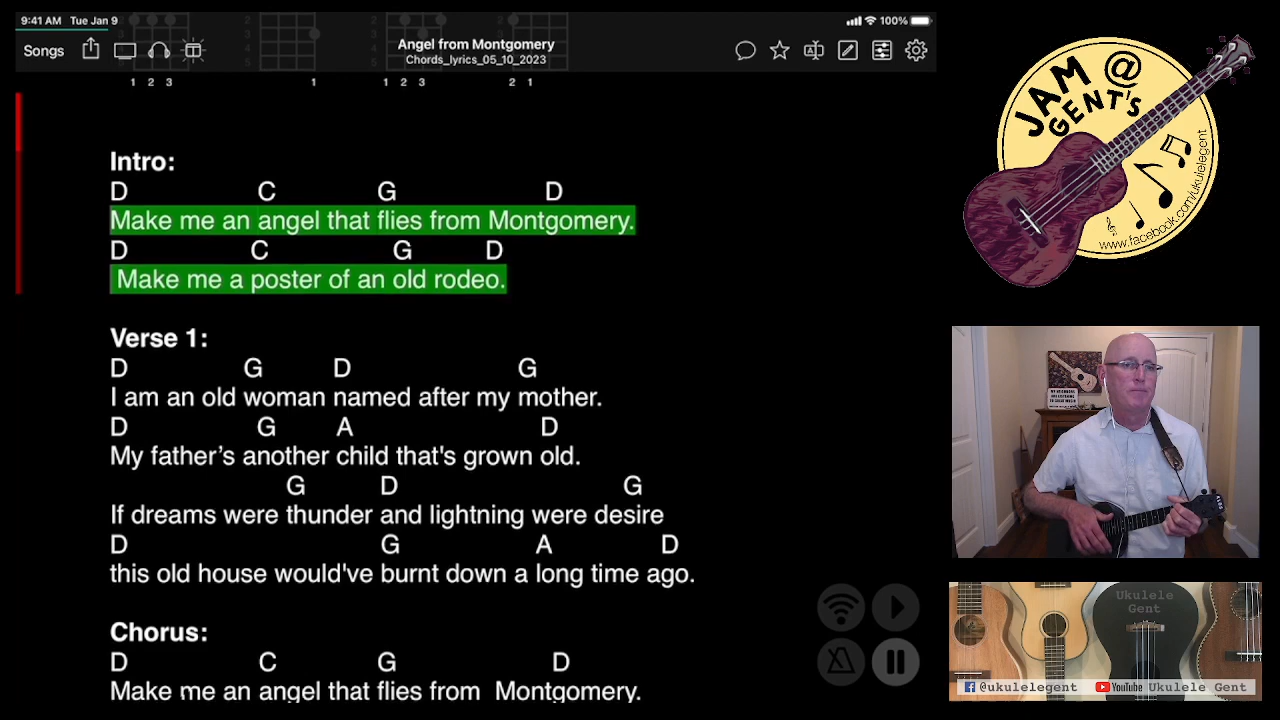 9:41 AM Tue Jan 9
100%
Songs
Angel from Montgomery
Chords_lyrics_05_10_2023
1 2 3
1
1 2 3
2 1
Intro:
D C G D
Make me an angel that flies from Montgomery.
D C G D
Make me a poster of an old rodeo.
Verse 1:
D G D G
I am an old woman named after my mother.
D G A D
My father’s another child that's grown old.
G D G
If dreams were thunder and lightning were desire
D G A D
this old house would've burnt down a long time ago.
Chorus:
D C G D
Make me an angel that flies from Montgomery.
JAM @
GENT'S
www.facebook.com/ukulelegent
Ukulele
Gent
@ukulelegent
YouTube Ukulele Gent